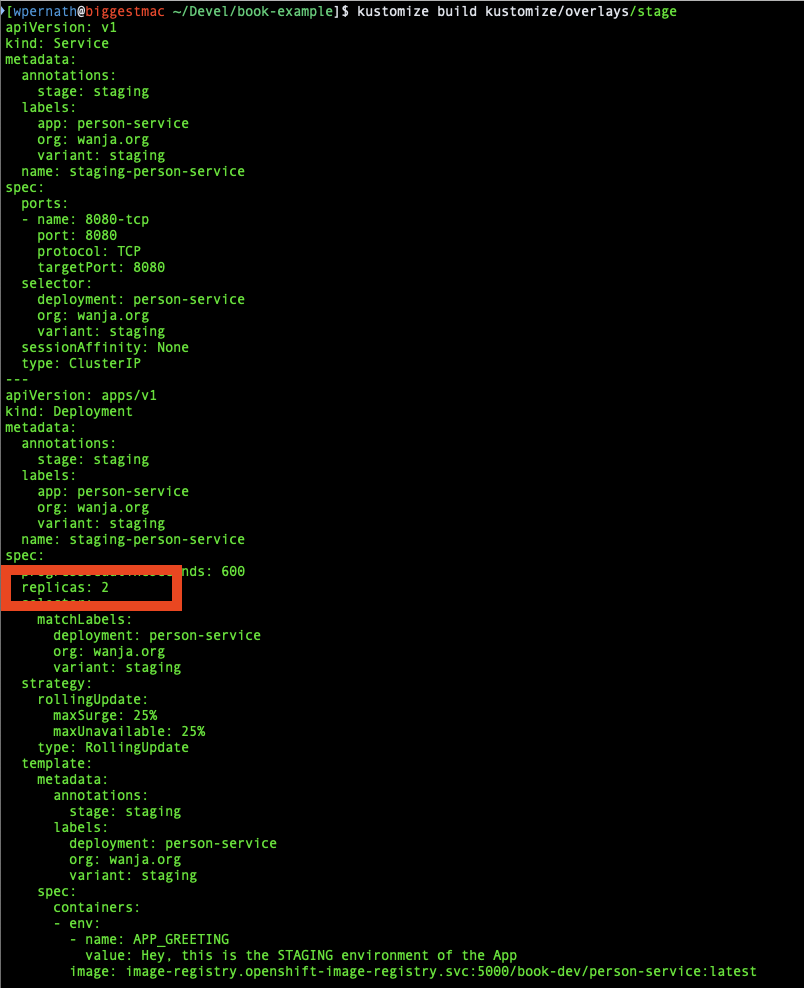 [wpernath@biggestmac ~/Devel/book-example]$ kustomize build kustomize/overlays/stage
apiVersion: v1
kind: Service
metadata:
  annotations:
    stage: staging
  labels:
    app: person-service
    org: wanja.org
    variant: staging
  name: staging-person-service
spec:
  ports:
  - name: 8080-tcp
    port: 8080
    protocol: TCP
    targetPort: 8080
  selector:
    deployment: person-service
    org: wanja.org
    variant: staging
  sessionAffinity: None
  type: ClusterIP
---
apiVersion: apps/v1
kind: Deployment
metadata:
  annotations:
    stage: staging
  labels:
    app: person-service
    org: wanja.org
    variant: staging
  name: staging-person-service
spec:
  progressDeadlineSeconds: 600
  replicas: 2
  selector:
    matchLabels:
      deployment: person-service
      org: wanja.org
      variant: staging
  strategy:
    rollingUpdate:
      maxSurge: 25%
      maxUnavailable: 25%
    type: RollingUpdate
  template:
    metadata:
      annotations:
        stage: staging
      labels:
        deployment: person-service
        org: wanja.org
        variant: staging
    spec:
      containers:
      - env:
        - name: APP_GREETING
          value: Hey, this is the STAGING environment of the App
        image: image-registry.openshift-image-registry.svc:5000/book-dev/person-service:latest